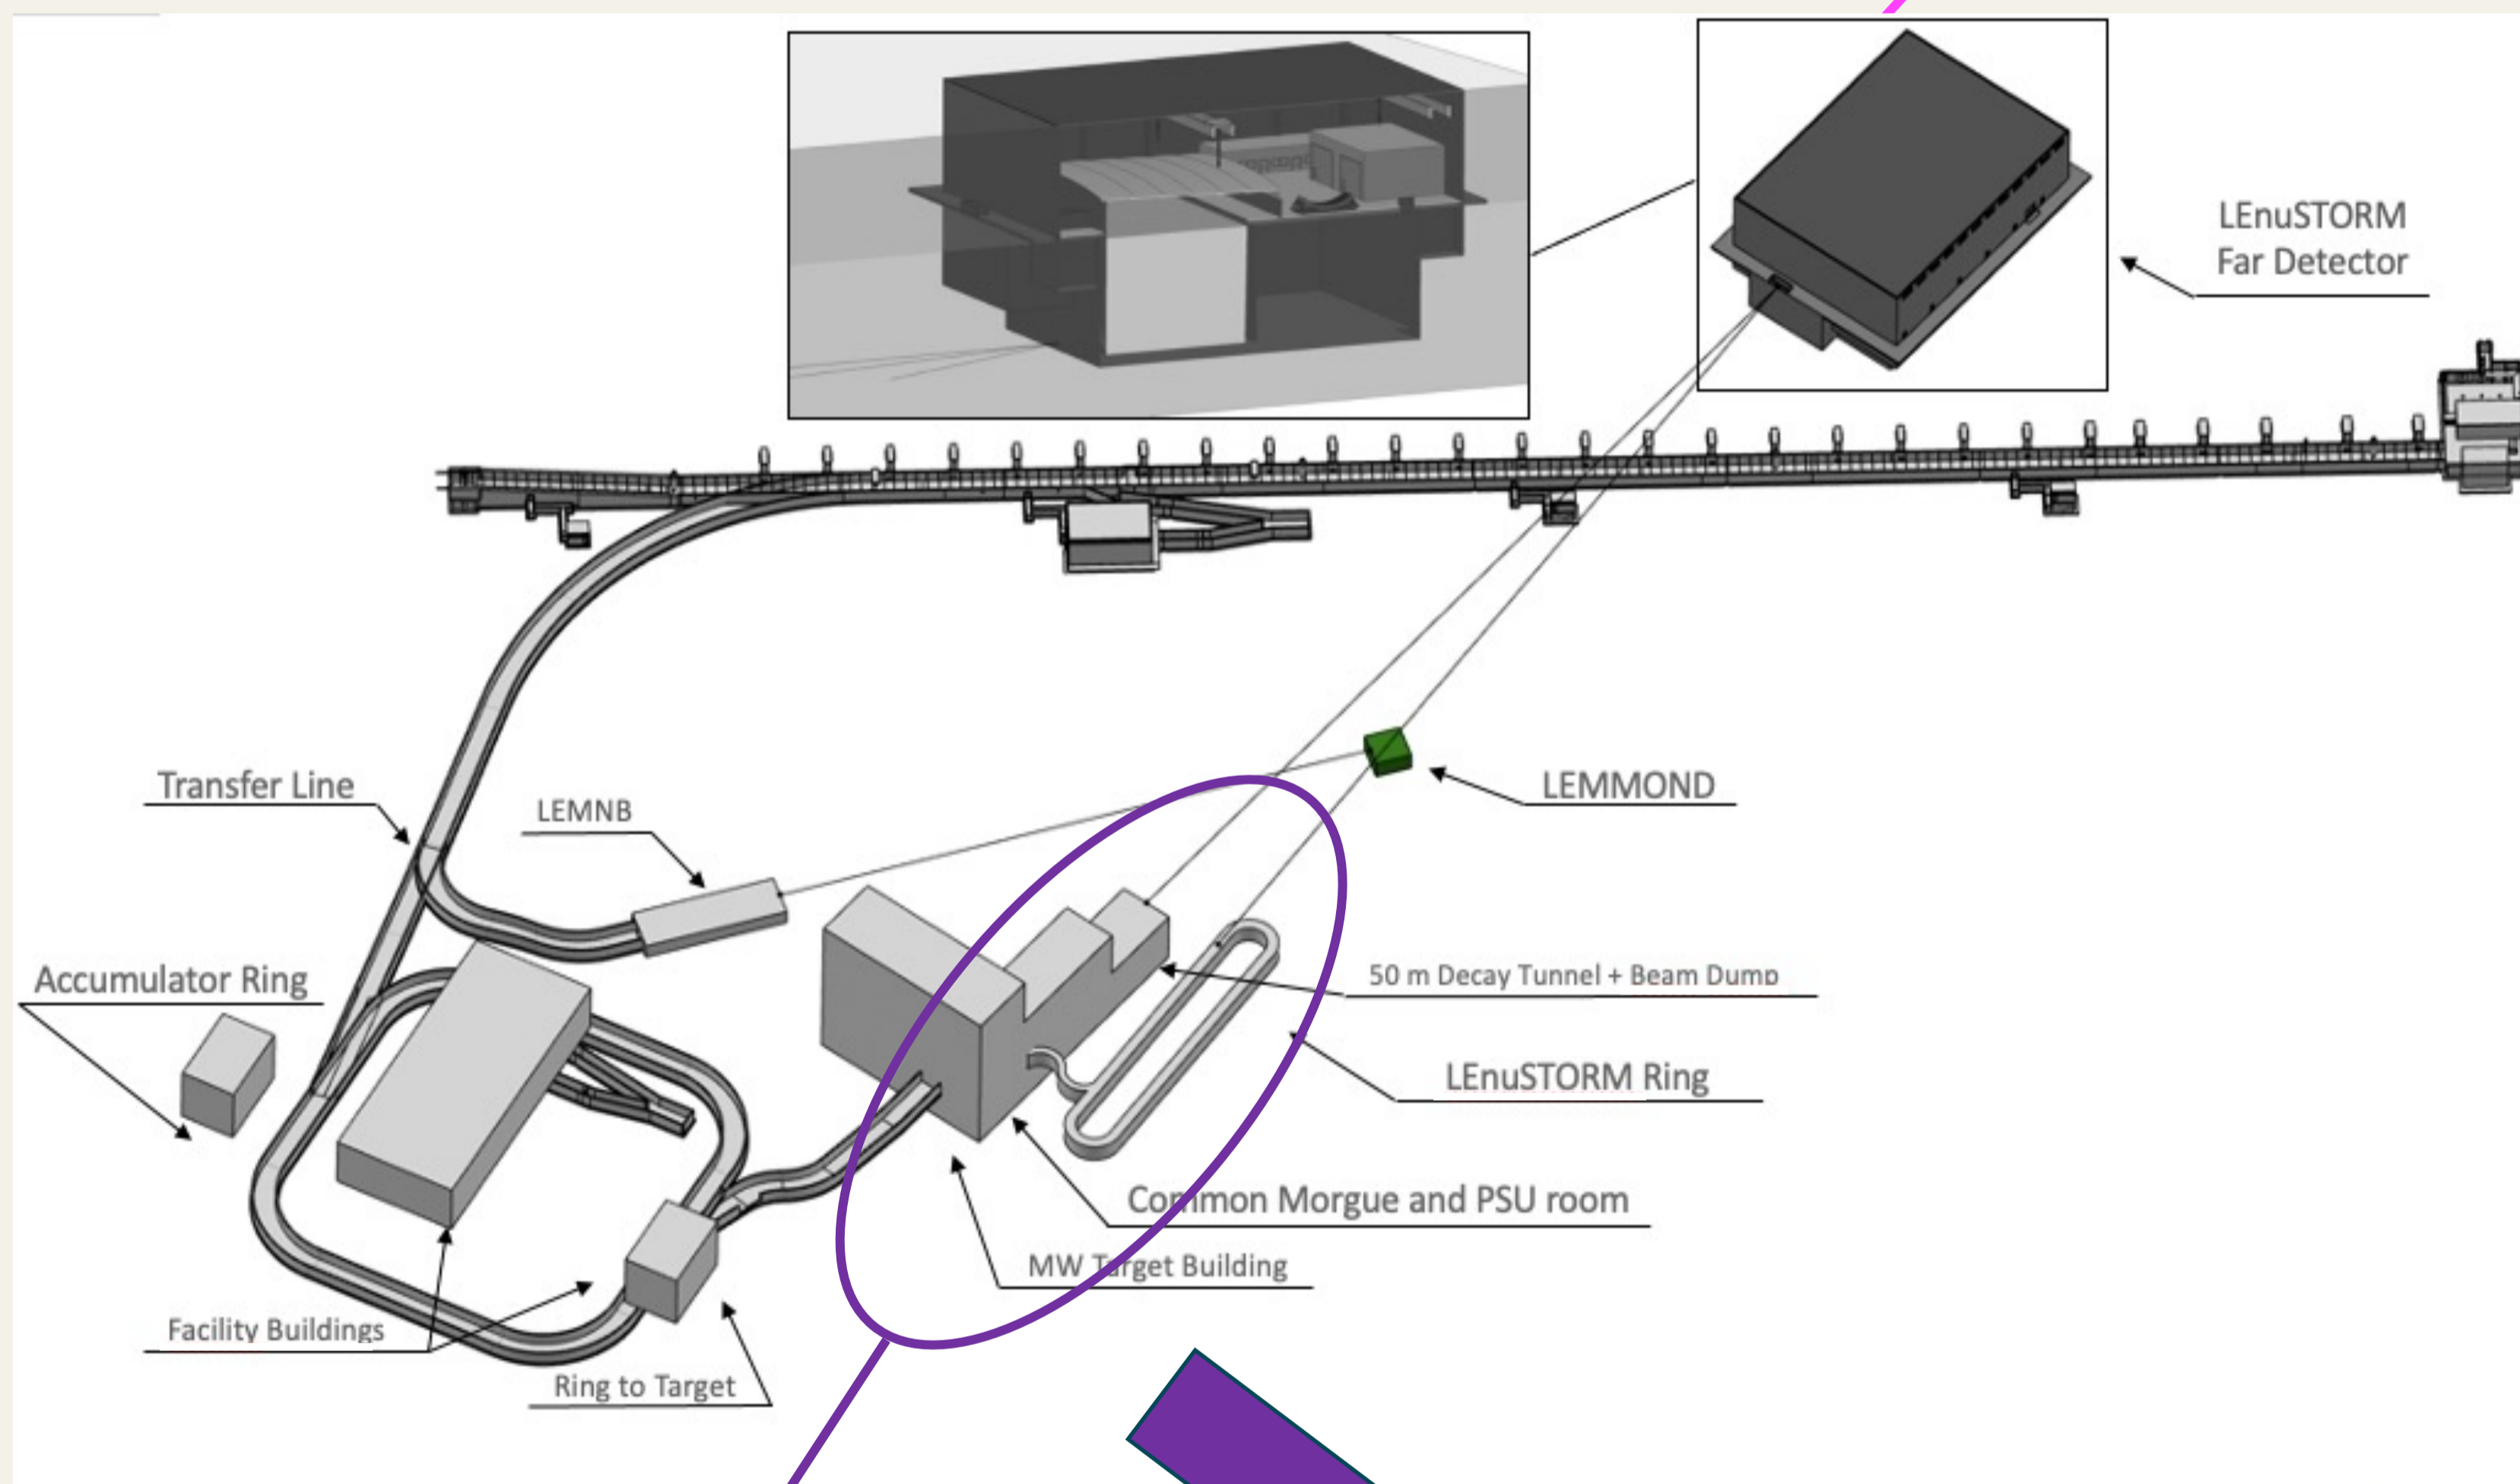 LEnuSTORM
Far Detector
Transfer Line
LEMNB
LEMMOND
Accumulator Ring
50 m Decay Tunnel + Beam Dump
LEnuSTORM Ring
Common Morgue and PSU room
MW Target Building
Facility Buildings
Ring to Target